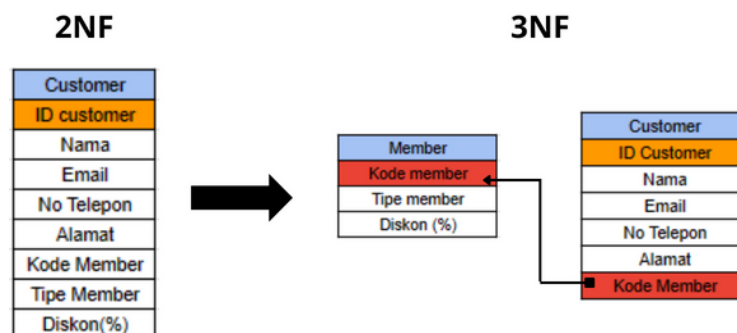 2NF
Customer
ID customer
Nama
Email
No Telepon
Alamat
Kode Member
Tipe Member
Diskon(%)
3NF
Member
Kode member
Tipe member
Diskon (%)
Customer
ID Customer
Nama
Email
No Telepon
Alamat
Kode Member